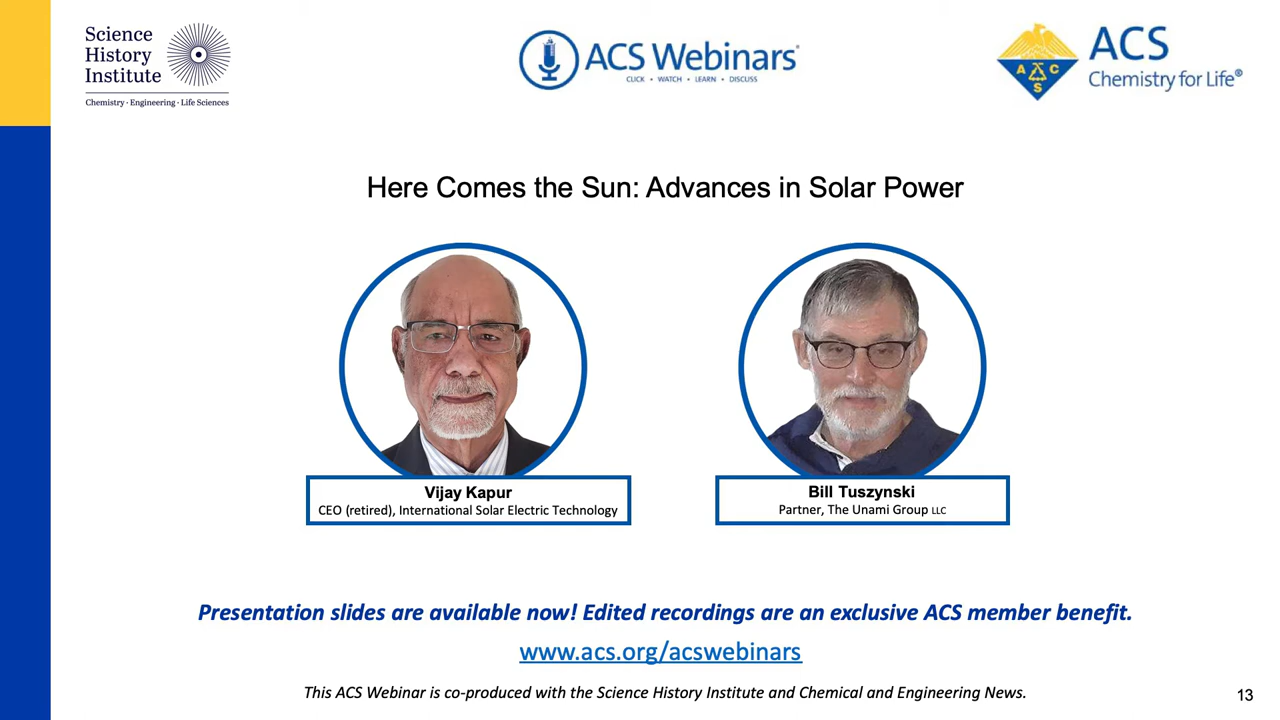 Science
History
Institute
Chemistry · Engineering · Life Sciences
ACS Webinars®
CLICK • WATCH • LEARN • DISCUSS
A C S
ACS
Chemistry for Life®
Here Comes the Sun: Advances in Solar Power
Vijay Kapur
CEO (retired), International Solar Electric Technology
Bill Tuszynski
Partner, The Unami Group LLC
Presentation slides are available now! Edited recordings are an exclusive ACS member benefit.
www.acs.org/acswebinars
This ACS Webinar is co-produced with the Science History Institute and Chemical and Engineering News.
13